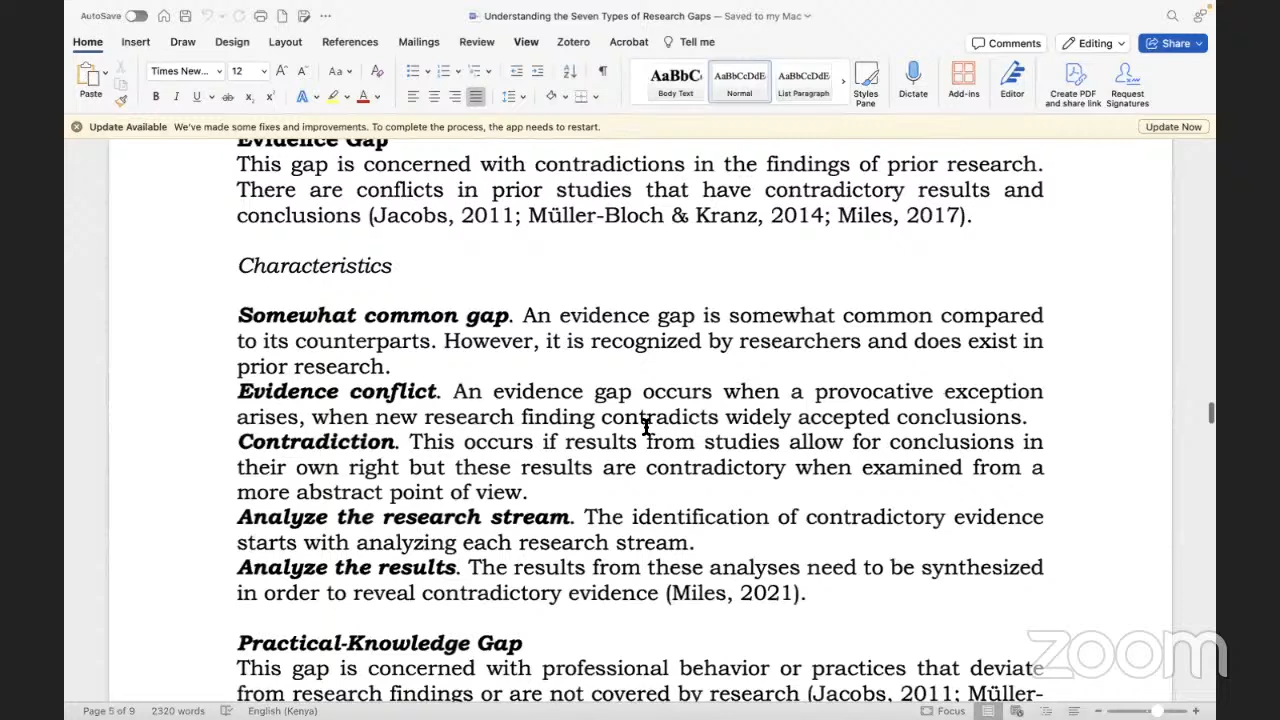 AutoSave
Understanding the Seven Types of Research Gaps — Saved to my Mac
Home Insert Draw Design Layout References Mailings Review View Zotero Acrobat Tell me
Comments Editing Share
Paste
Times New... 12
AaBbC AaBbCcDdE AaBbCcDdE
Body Text Normal List Paragraph
Styles Pane
Dictate
Add-ins
Editor
Create PDF and share link
Request Signatures
Update Available We've made some fixes and improvements. To complete the process, the app needs to restart. Update Now
Evidence Gap
This gap is concerned with contradictions in the findings of prior research.
There are conflicts in prior studies that have contradictory results and
conclusions (Jacobs, 2011; Müller-Bloch & Kranz, 2014; Miles, 2017).
Characteristics
Somewhat common gap. An evidence gap is somewhat common compared
to its counterparts. However, it is recognized by researchers and does exist in
prior research.
Evidence conflict. An evidence gap occurs when a provocative exception
arises, when new research finding contradicts widely accepted conclusions.
Contradiction. This occurs if results from studies allow for conclusions in
their own right but these results are contradictory when examined from a
more abstract point of view.
Analyze the research stream. The identification of contradictory evidence
starts with analyzing each research stream.
Analyze the results. The results from these analyses need to be synthesized
in order to reveal contradictory evidence (Miles, 2021).
Practical-Knowledge Gap
This gap is concerned with professional behavior or practices that deviate
from research findings or are not covered by research (Jacobs, 2011; Müller-
zoom
Page 5 of 9 2320 words English (Kenya) Focus